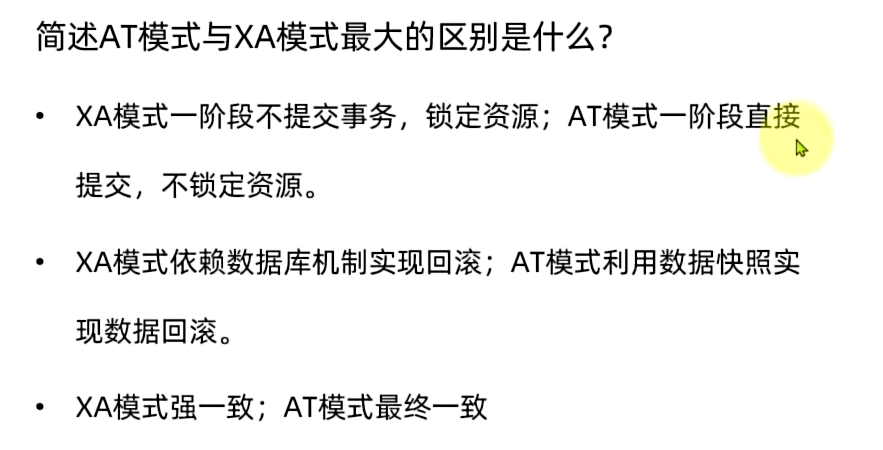 简述AT模式与XA模式最大的区别是什么?
• XA模式一阶段不提交事务，锁定资源；AT模式一阶段直接
提交，不锁定资源。
• XA模式依赖数据库机制实现回滚；AT模式利用数据快照实
现数据回滚。
• XA模式强一致；AT模式最终一致